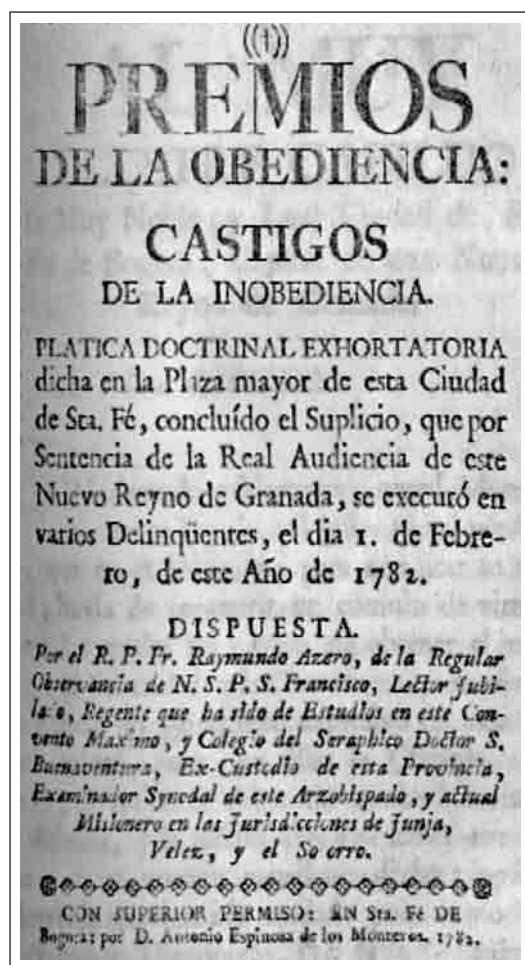 PREMIOS
DE LA OBEDIENCIA:
CASTIGOS
DE LA INOBEDIENCIA.
PLATICA DOCTRINAL EXHORTATORIA
dicha en la Plaza mayor de esta Ciudad
de Sta. Fé, concluído el Suplicio, que por
Sentencia de la Real Audiencia de este
Nuevo Reyno de Granada, se executó en
varios Delinqüentes, el dia 1. de Febre-
ro, de este Año de 1782.
DISPUESTA.
Por el R. P. Fr. Raymundo Azero, de la Regular
Observancia de N. S. P. S. Francisco, Lector Jubi-
lado, Regente que ha sido de Estudios en este Con-
vento Maximo, y Colegio del Seraphico Doctor S.
Buenaventura, Ex-Custodio de esta Provincia,
Examinador Synodal de este Arzobispado, y actual
Misionero en las Jurisdicciones de Junja,
Velez, y el So orro.
CON SUPERIOR PERMISO: EN Sta. Fé DE
Bogotá: por D. Antonio Espinosa de los Monteros. 1782.